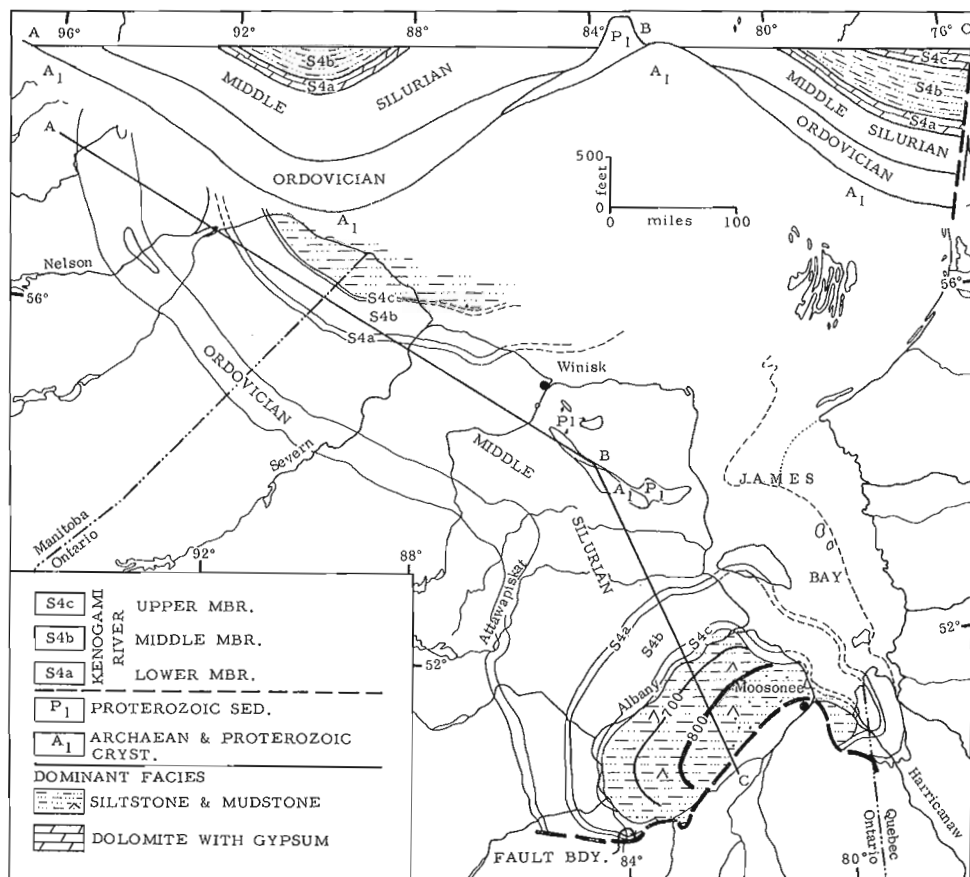 A 96° 92° 88° 84° B 80° 76° C
P1
S4b
S4a
A1
MIDDLE SILURIAN
ORDOVICIAN
A1
A1
S4c
S4b
S4a
MIDDLE SILURIAN
ORDOVICIAN
A1
500
feet
0
miles 100
A
Nelson
56°
56°
S4c
S4b
S4a
ORDOVICIAN
Winisk
P1
B
A1 P1
MIDDLE
SILURIAN
Severn
JAMES
BAY
Manitoba
Ontario
92°
88°
Attawapiskat
52°
52°
S4a
S4b
S4c
Albany
700
800
Moosonee
C
Harricanaw
Quebec
Ontario
FAULT BDY.
84°
80°
KENOGAMI
RIVER
S4c UPPER MBR.
S4b MIDDLE MBR.
S4a LOWER MBR.
P1 PROTEROZOIC SED.
A1 ARCHAEAN & PROTEROZOIC
CRYST.
DOMINANT FACIES
SILTSTONE & MUDSTONE
DOLOMITE WITH GYPSUM